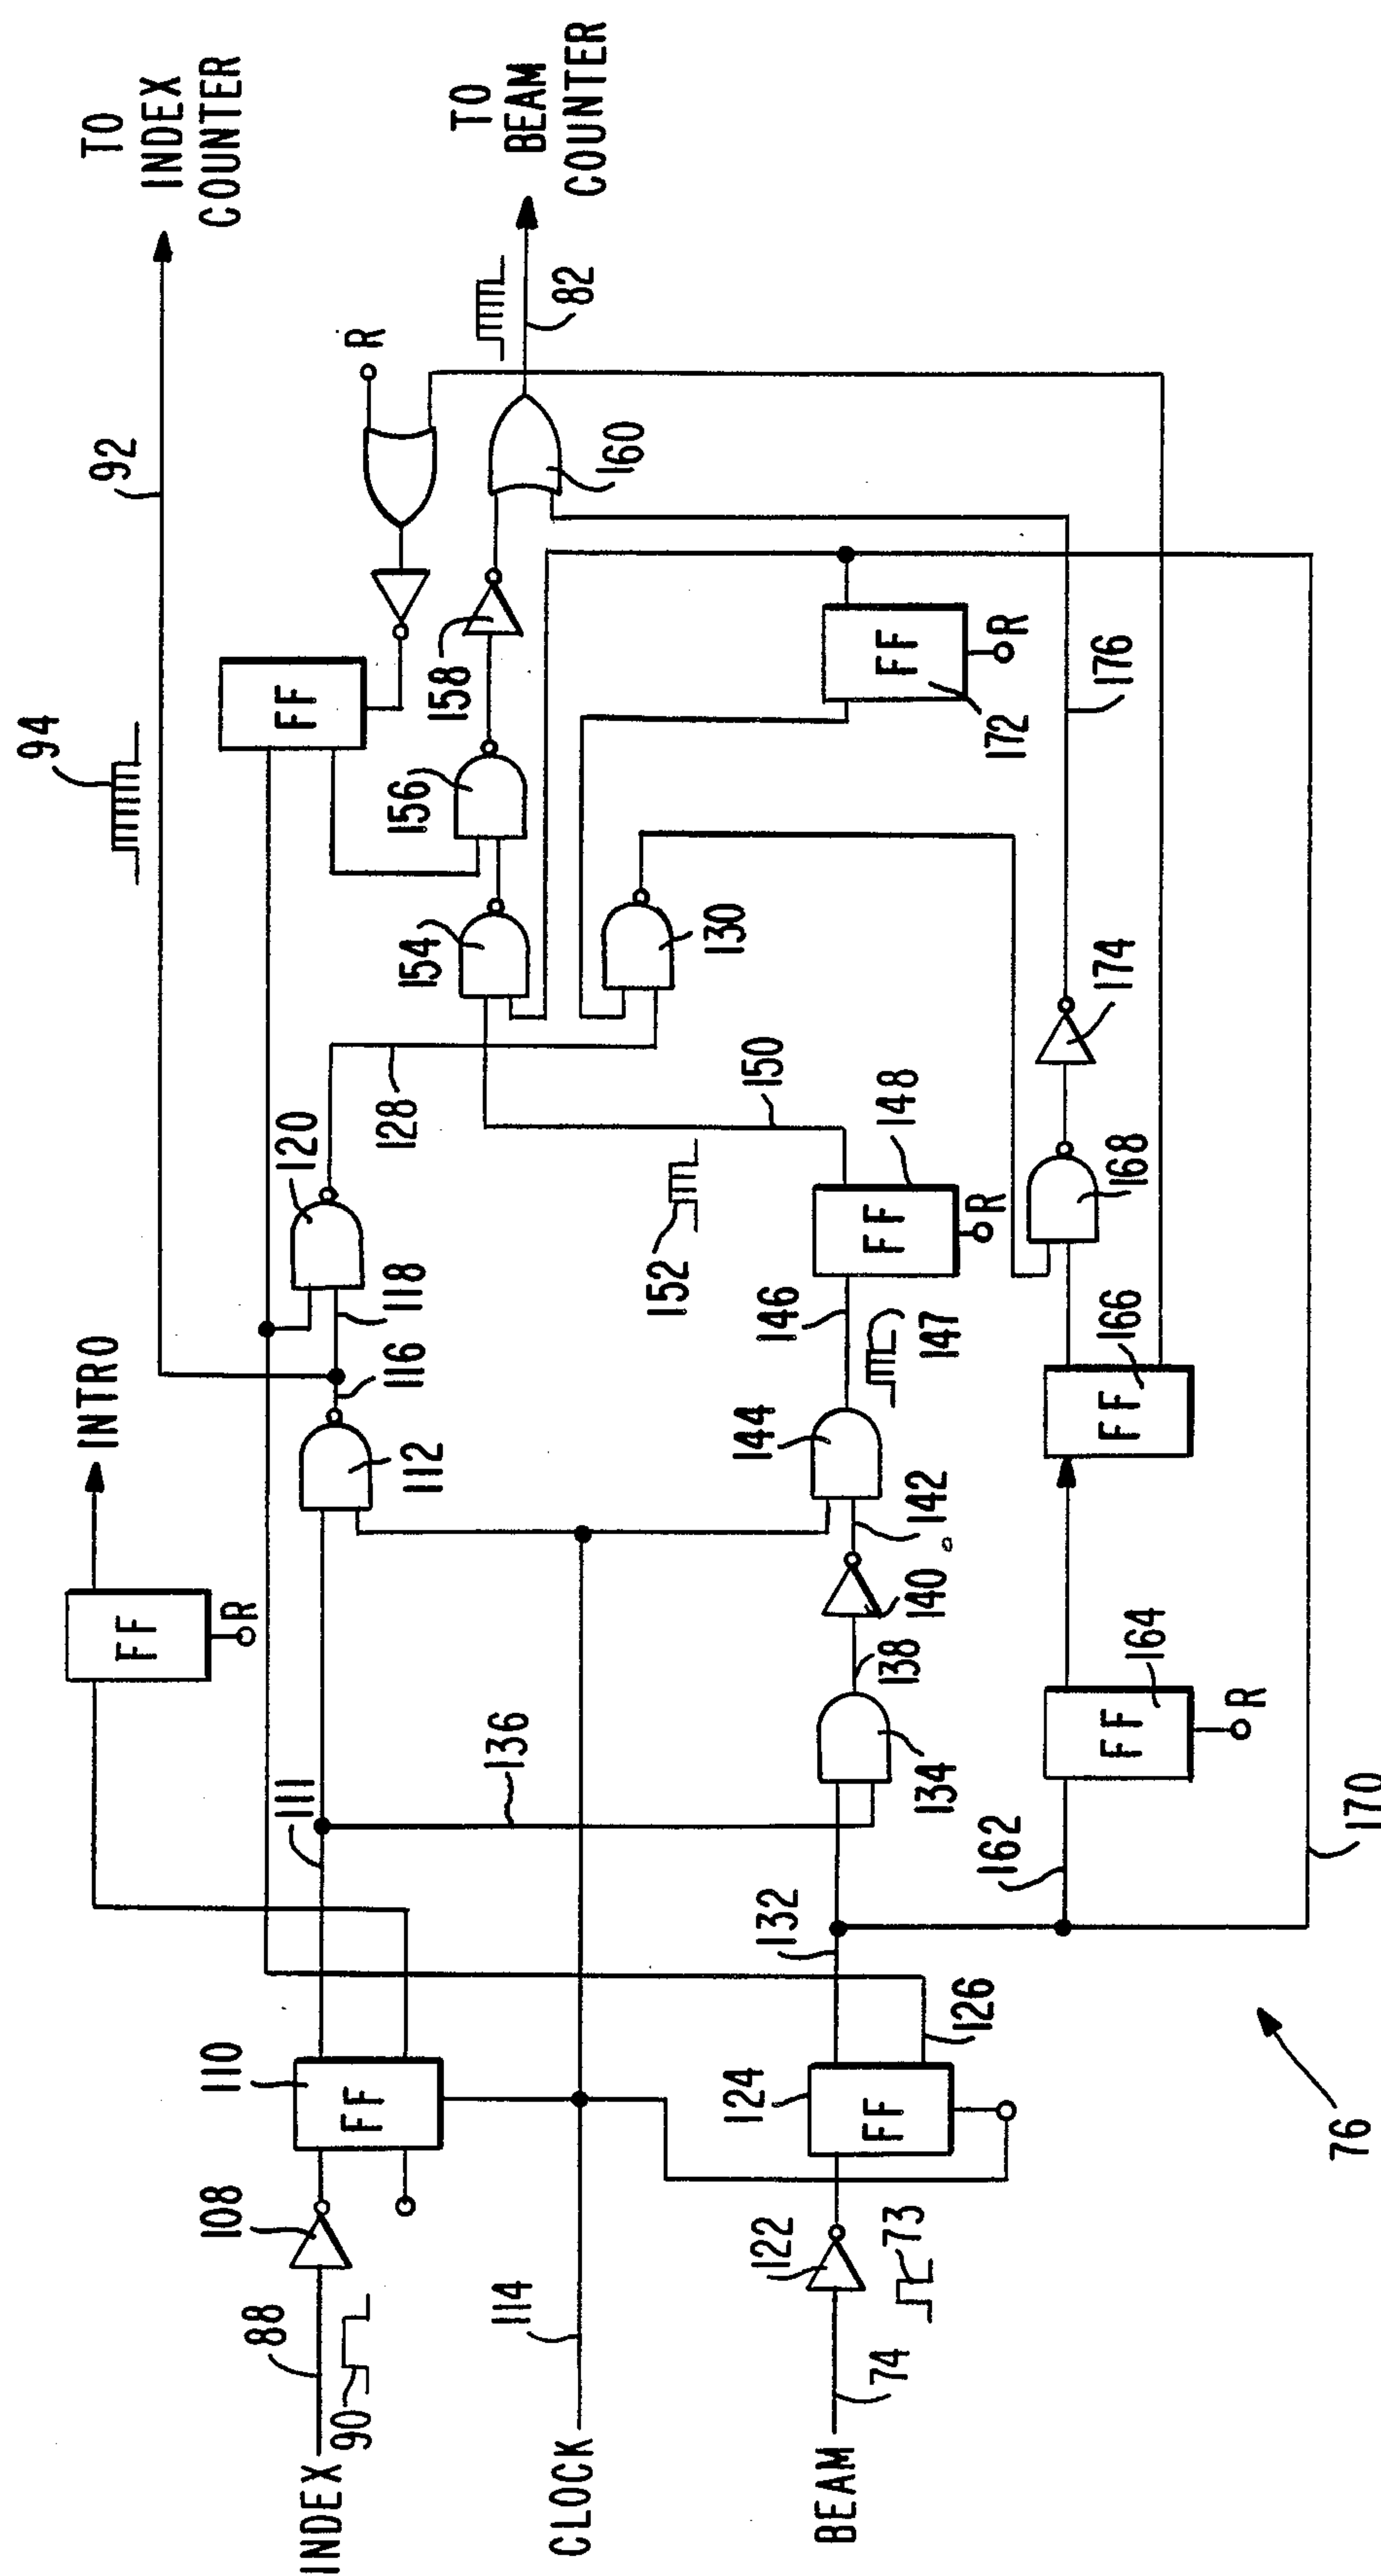 TO
INDEX
COUNTER
TO
BEAM
COUNTER
92
94
R
82
160
FF
158
156
154
130
FF
172
R
176
174
128
120
118
116
150
152
148
FF
R
146
147
168
166
FF
INTRO
FF
R
112
144
142
140
138
134
136
111
132
162
164
FF
R
170
110
FF
108
88
90
INDEX
114
CLOCK
124
FF
126
122
73
74
BEAM
76